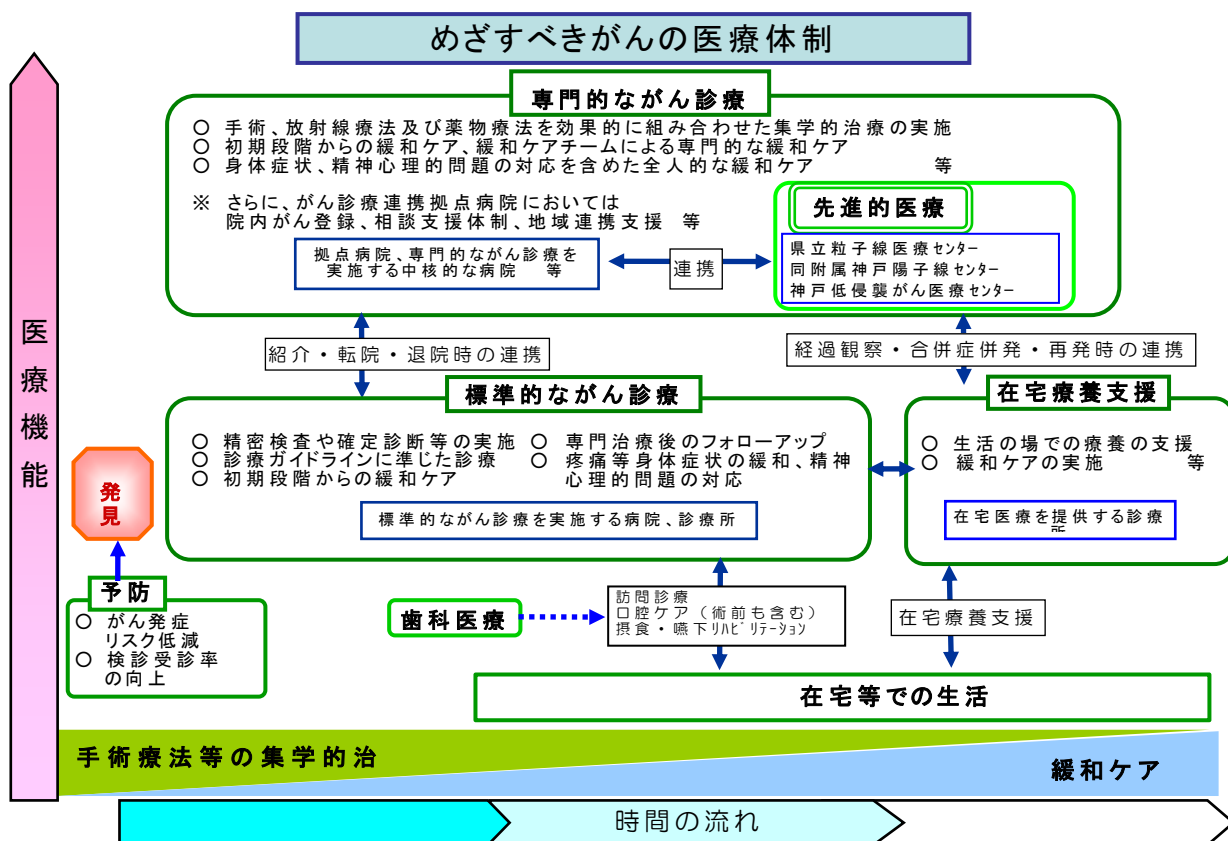 めざすべきがんの医療体制
医療機能
専門的ながん診療
○ 手術、放射線療法及び薬物療法を効果的に組み合わせた集学的治療の実施
○ 初期段階からの緩和ケア、緩和ケアチームによる専門的な緩和ケア
○ 身体症状、精神心理的問題の対応を含めた全人的な緩和ケア 等
※ さらに、がん診療連携拠点病院においては
院内がん登録、相談支援体制、地域連携支援 等
拠点病院、専門的ながん診療を
実施する中核的な病院 等
連携
先進的医療
県立粒子線医療センター
同附属神戸陽子線センター
神戸低侵襲がん医療センター
紹介・転院・退院時の連携
経過観察・合併症併発・再発時の連携
標準的ながん診療
○ 精密検査や確定診断等の実施
○ 診療ガイドラインに準じた診療
○ 初期段階からの緩和ケア
○ 専門治療後のフォローアップ
○ 疼痛等身体症状の緩和、精神
心理的問題の対応
標準的ながん診療を実施する病院、診療所
在宅療養支援
○ 生活の場での療養の支援
○ 緩和ケアの実施 等
在宅医療を提供する診療
所
発見
予防
○ がん発症
リスク低減
○ 検診受診率
の向上
歯科医療
訪問診療
口腔ケア（術前も含む）
摂食・嚥下ﾘﾊﾋﾞﾘﾃーｼｮﾝ
在宅療養支援
在宅等での生活
手術療法等の集学的治
緩和ケア
時間の流れ